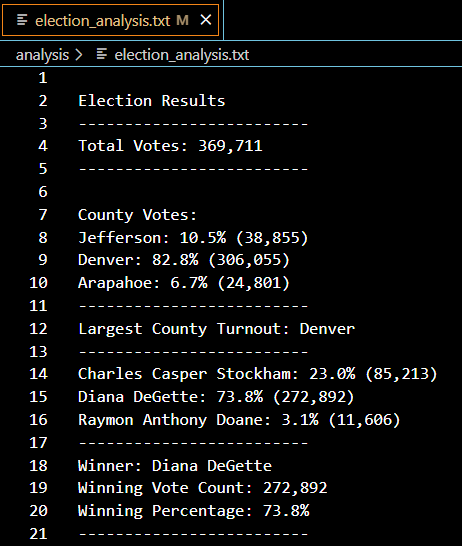 election_analysis.txt M ×
analysis > election_analysis.txt
1
2 Election Results
3 -------------------------
4 Total Votes: 369,711
5 -------------------------
6
7 County Votes:
8 Jefferson: 10.5% (38,855)
9 Denver: 82.8% (306,055)
10 Arapahoe: 6.7% (24,801)
11 -------------------------
12 Largest County Turnout: Denver
13 -------------------------
14 Charles Casper Stockham: 23.0% (85,213)
15 Diana DeGette: 73.8% (272,892)
16 Raymon Anthony Doane: 3.1% (11,606)
17 -------------------------
18 Winner: Diana DeGette
19 Winning Vote Count: 272,892
20 Winning Percentage: 73.8%
21 -------------------------